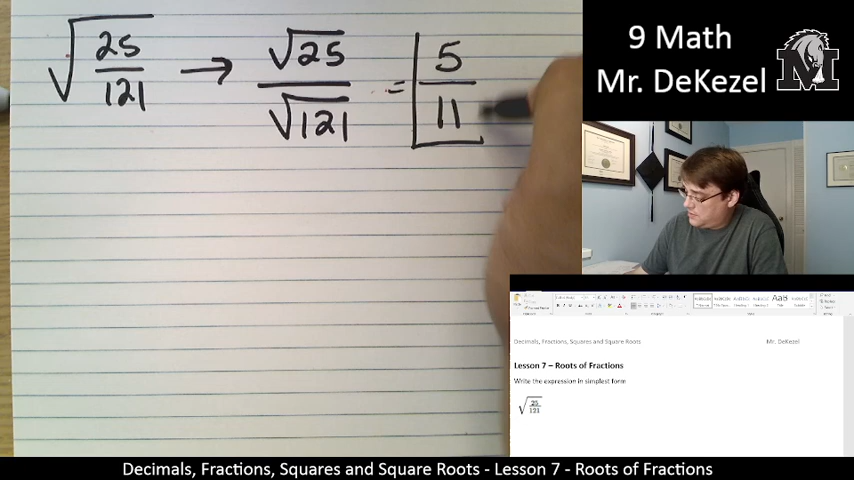 √(25/121) → √25/√121 = 5/11
9 Math
Mr. DeKezel
M
Decimals, Fractions, Squares and Square Roots
Mr. DeKezel
Lesson 7 – Roots of Fractions
Write the expression in simplest form
√(25/121)
Decimals, Fractions, Squares and Square Roots - Lesson 7 - Roots of Fractions